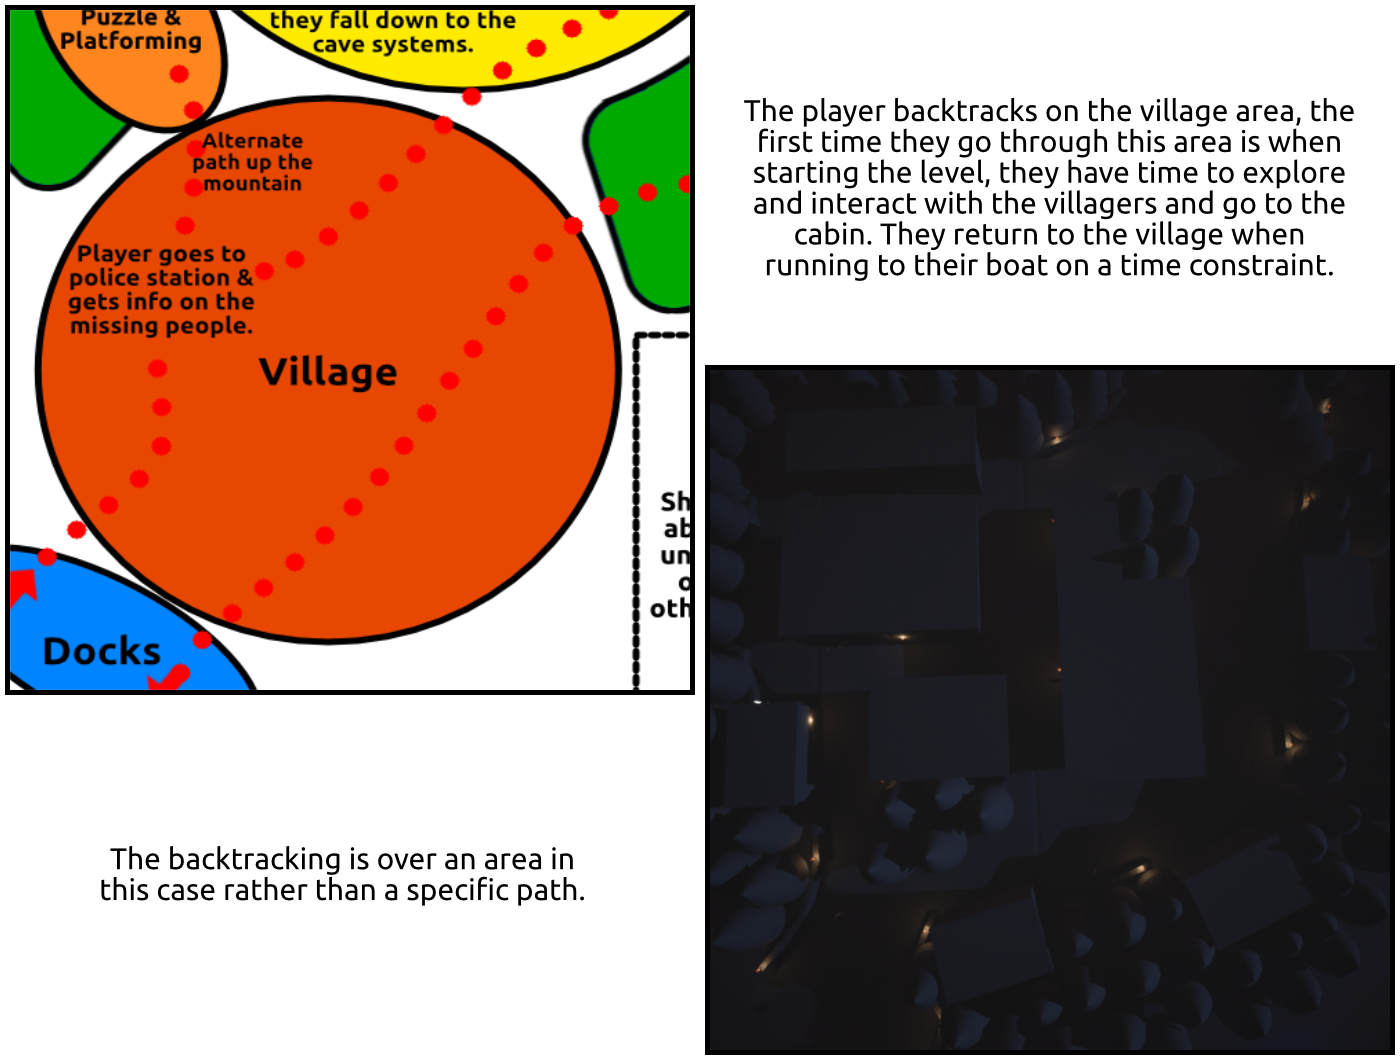 Puzzle &
Platforming
they fall down to the
cave systems.
Alternate
path up the
mountain
Player goes to
police station &
gets info on the
missing people.
Village
Docks
The player backtracks on the village area, the
first time they go through this area is when
starting the level, they have time to explore
and interact with the villagers and go to the
cabin. They return to the village when
running to their boat on a time constraint.
The backtracking is over an area in
this case rather than a specific path.